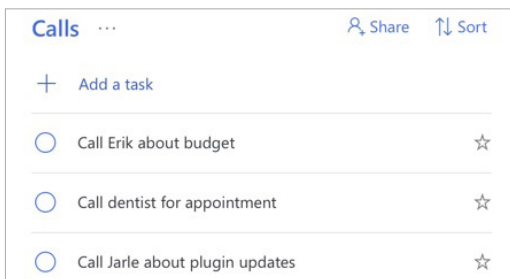 Calls ... Share Sort
Add a task
Call Erik about budget
Call dentist for appointment
Call Jarle about plugin updates